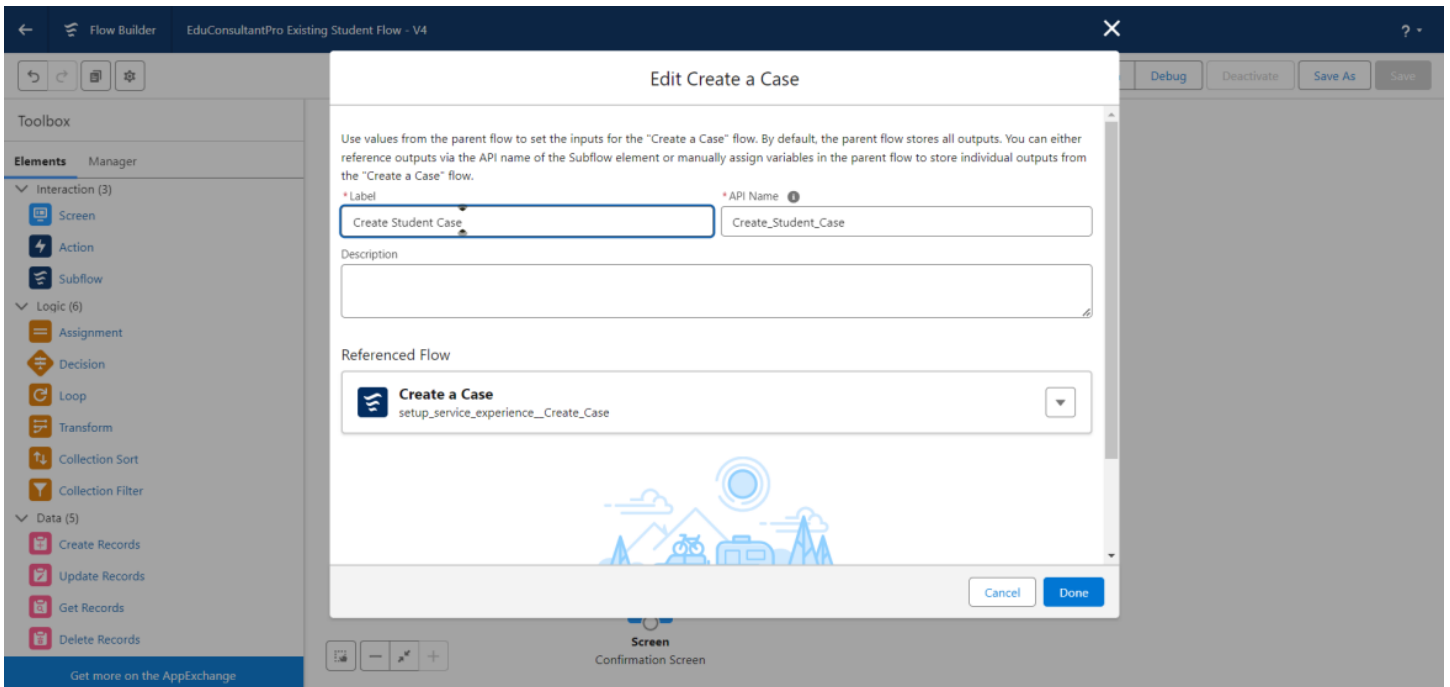 Flow Builder
EduConsultantPro Existing Student Flow - V4
?
Debug
Deactivate
Save As
Save
Toolbox
Elements
Manager
Interaction (3)
Screen
Action
Subflow
Logic (6)
Assignment
Decision
Loop
Transform
Collection Sort
Collection Filter
Data (5)
Create Records
Update Records
Get Records
Delete Records
Get more on the AppExchange
Edit Create a Case
Use values from the parent flow to set the inputs for the "Create a Case" flow. By default, the parent flow stores all outputs. You can either
reference outputs via the API name of the Subflow element or manually assign variables in the parent flow to store individual outputs from
the "Create a Case" flow.
*Label
*API Name
Create Student Case
Create_Student_Case
Description
Referenced Flow
Create a Case
setup_service_experience__Create_Case
Cancel
Done
Screen
Confirmation Screen